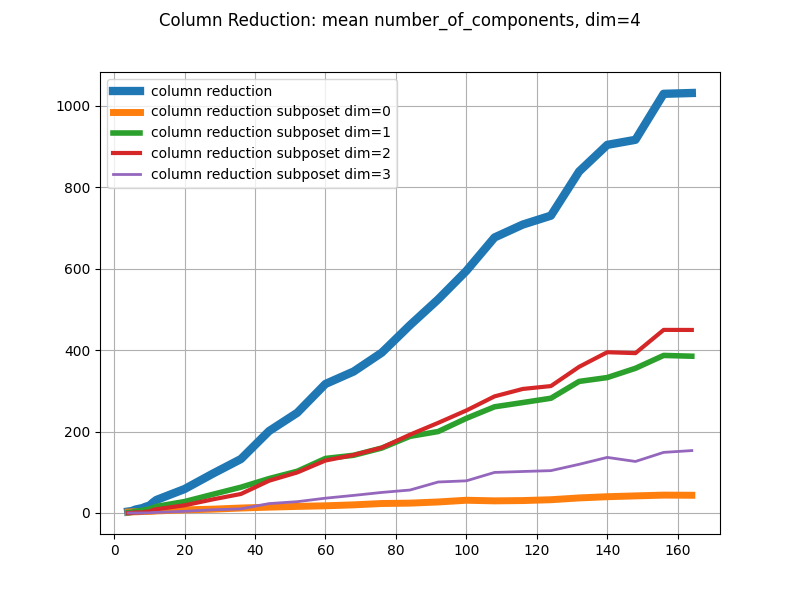 Column Reduction: mean number_of_components, dim=4
column reduction
column reduction subposet dim=0
column reduction subposet dim=1
column reduction subposet dim=2
column reduction subposet dim=3
1000
800
600
400
200
0
0 20 40 60 80 100 120 140 160